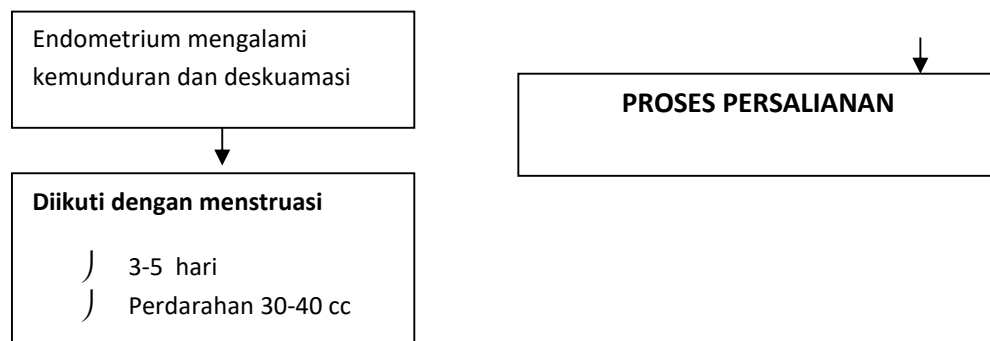 Endometrium mengalami
kemunduran dan deskuamasi
PROSES PERSALIANAN
Diikuti dengan menstruasi
3-5 hari
Perdarahan 30-40 cc